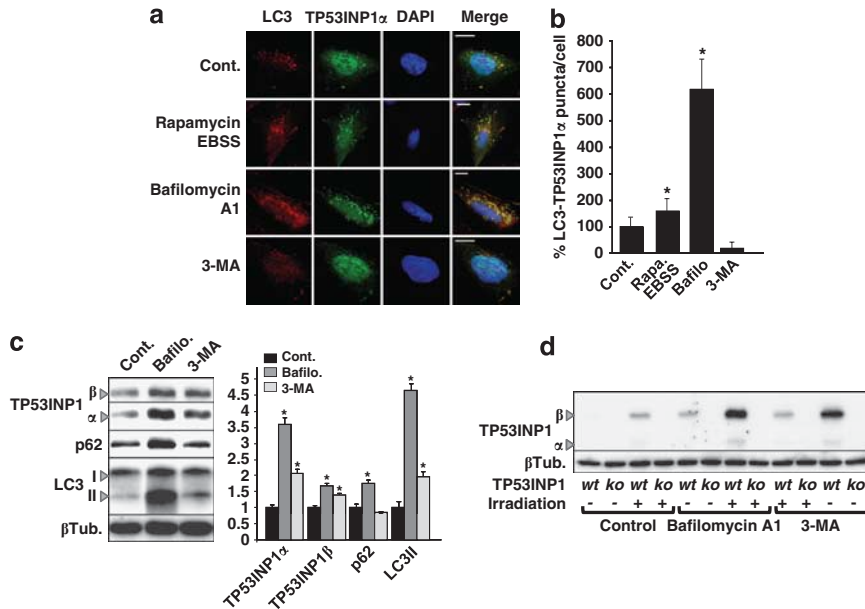 a
LC3 TP53INP1α DAPI Merge
Cont.
Rapamycin
EBSS
Bafilomycin
A1
3-MA
b
% LC3-TP53INP1α puncta/cell
800
700
600
500
400
300
200
100
0
*
*
Cont.
Rapa.
EBSS
Bafilo
3-MA
c
Cont. Bafilo. 3-MA
TP53INP1
β
α
p62
LC3
I
II
βTub.
Cont.
Bafilo.
3-MA
5
4.5
4
3.5
3
2.5
2
1.5
1
0.5
* * * * * * *
TP53INP1α
TP53INP1β
p62
LC3II
d
TP53INP1
β
α
βTub.
TP53INP1 wt ko wt ko wt ko wt ko wt ko wt ko
Irradiation - - + + - - + + + + - -
Control Bafilomycin A1 3-MA